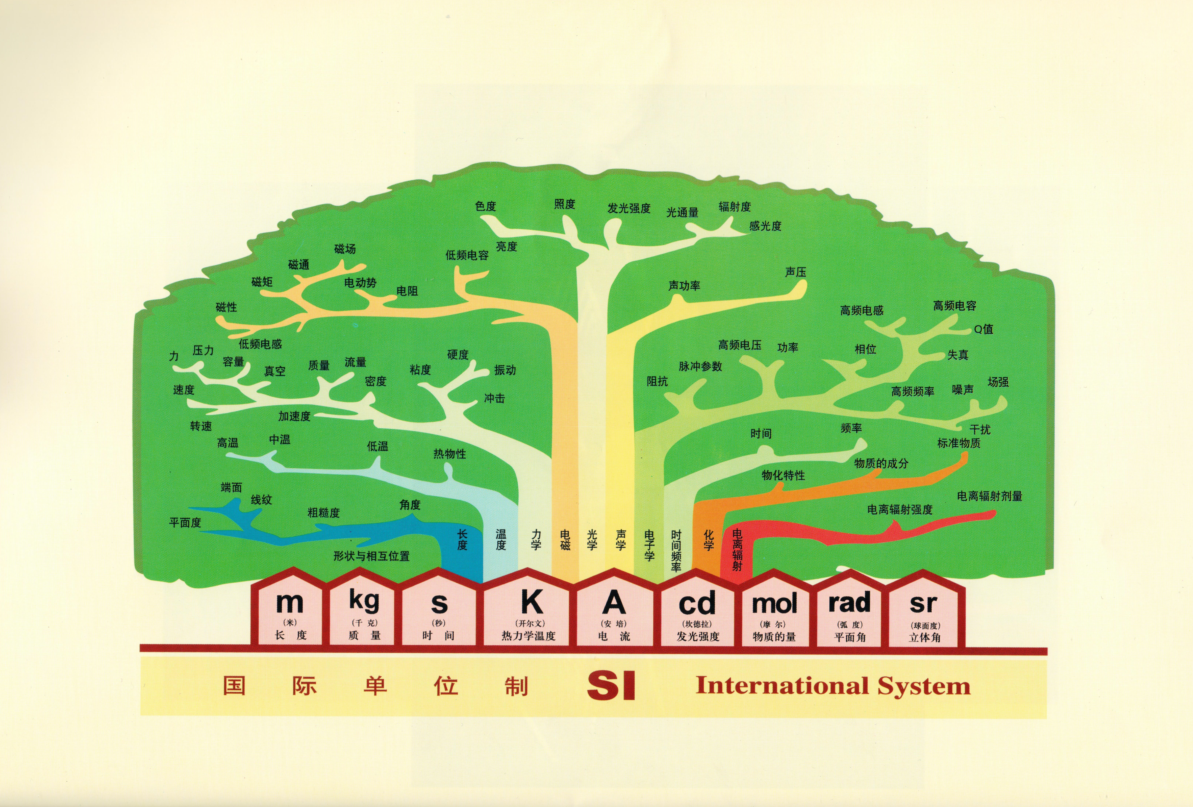 色度
照度
发光强度
光通量
辐射度
感光度
亮度
磁场
磁通
磁矩
电动势
电阻
低频电容
磁性
低频电感
声功率
声压
高频电感
高频电容
Q值
失真
相位
高频电压
功率
脉冲参数
阻抗
高频频率
噪声
场强
干扰
力
压力
容量
真空
质量
流量
密度
速度
转速
加速度
粘度
硬度
振动
冲击
高温
中温
低温
热物性
时间
频率
标准物质
物质的成分
物化特性
端面
线纹
平面度
粗糙度
角度
形状与相互位置
电离辐射剂量
电离辐射强度
长度
温度
力学
电磁
光学
声学
电子学
时间频率
化学
电离辐射
m
(米)
长度
kg
(千克)
质量
s
(秒)
时间
K
(开尔文)
热力学温度
A
(安培)
电流
cd
(坎德拉)
发光强度
mol
(摩尔)
物质的量
rad
(弧度)
平面角
sr
(球面度)
立体角
国际单位制 SI International System